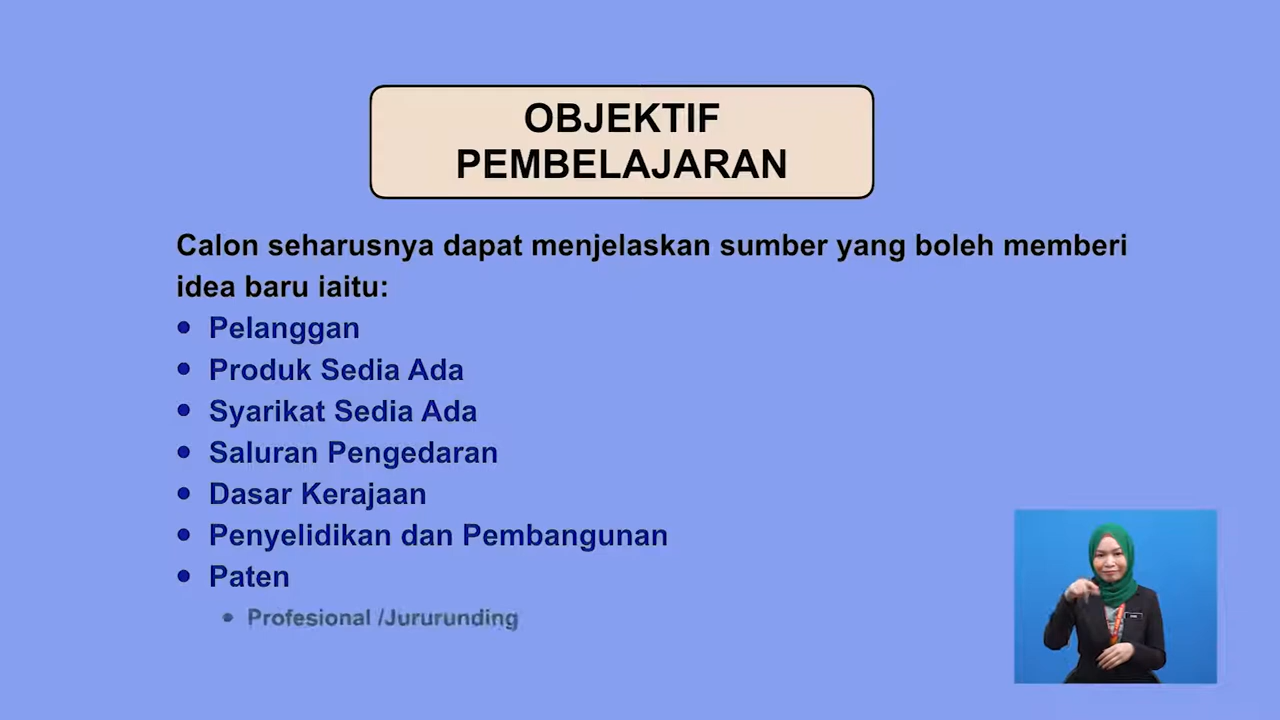 OBJEKTIF
PEMBELAJARAN
Calon seharusnya dapat menjelaskan sumber yang boleh memberi
idea baru iaitu:
• Pelanggan
• Produk Sedia Ada
• Syarikat Sedia Ada
• Saluran Pengedaran
• Dasar Kerajaan
• Penyelidikan dan Pembangunan
• Paten
• Profesional /Jururunding